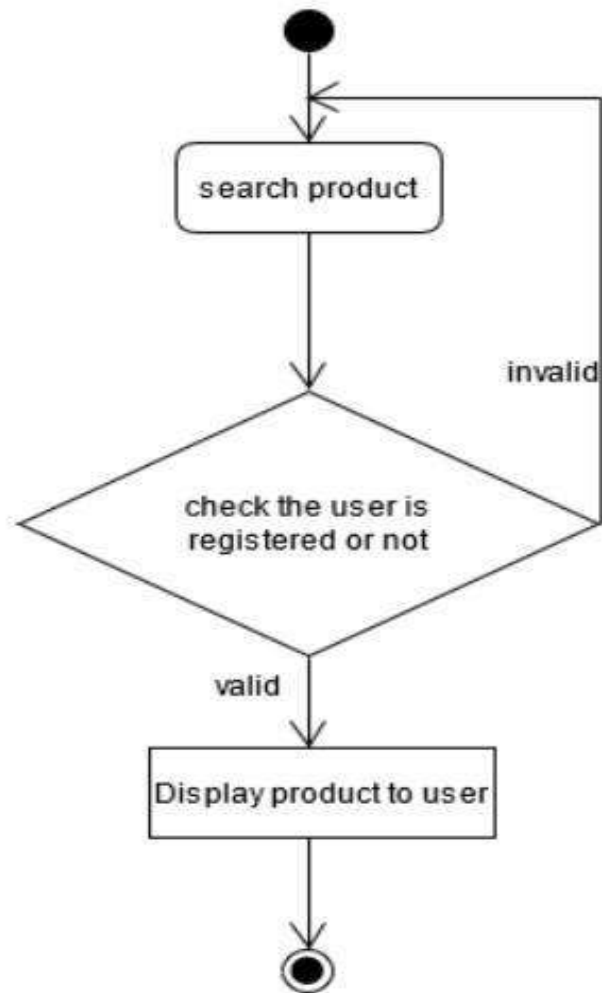 search product
invalid
check the user is
registered or not
valid
Display product to user